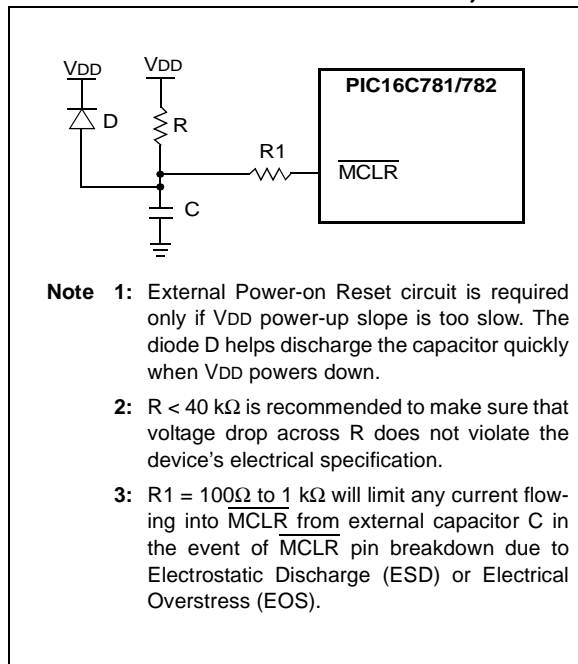 VDD
VDD
PIC16C781/782
D
R
R1
MCLR
C
Note 1: External Power-on Reset circuit is required
only if VDD power-up slope is too slow. The
diode D helps discharge the capacitor quickly
when VDD powers down.
2: R < 40 kΩ is recommended to make sure that
voltage drop across R does not violate the
device's electrical specification.
3: R1 = 100Ω to 1 kΩ will limit any current flow-
ing into MCLR from external capacitor C in
the event of MCLR pin breakdown due to
Electrostatic Discharge (ESD) or Electrical
Overstress (EOS).